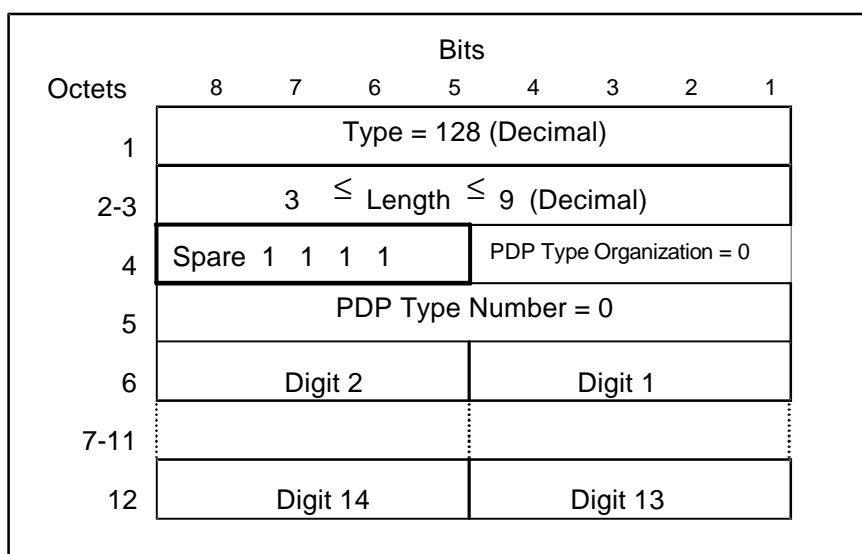 Bits
Octets 8 7 6 5 4 3 2 1
1 Type = 128 (Decimal)
2-3 3 ≤ Length ≤ 9 (Decimal)
4 Spare 1 1 1 1 PDP Type Organization = 0
5 PDP Type Number = 0
6 Digit 2 Digit 1
7-11
12 Digit 14 Digit 13